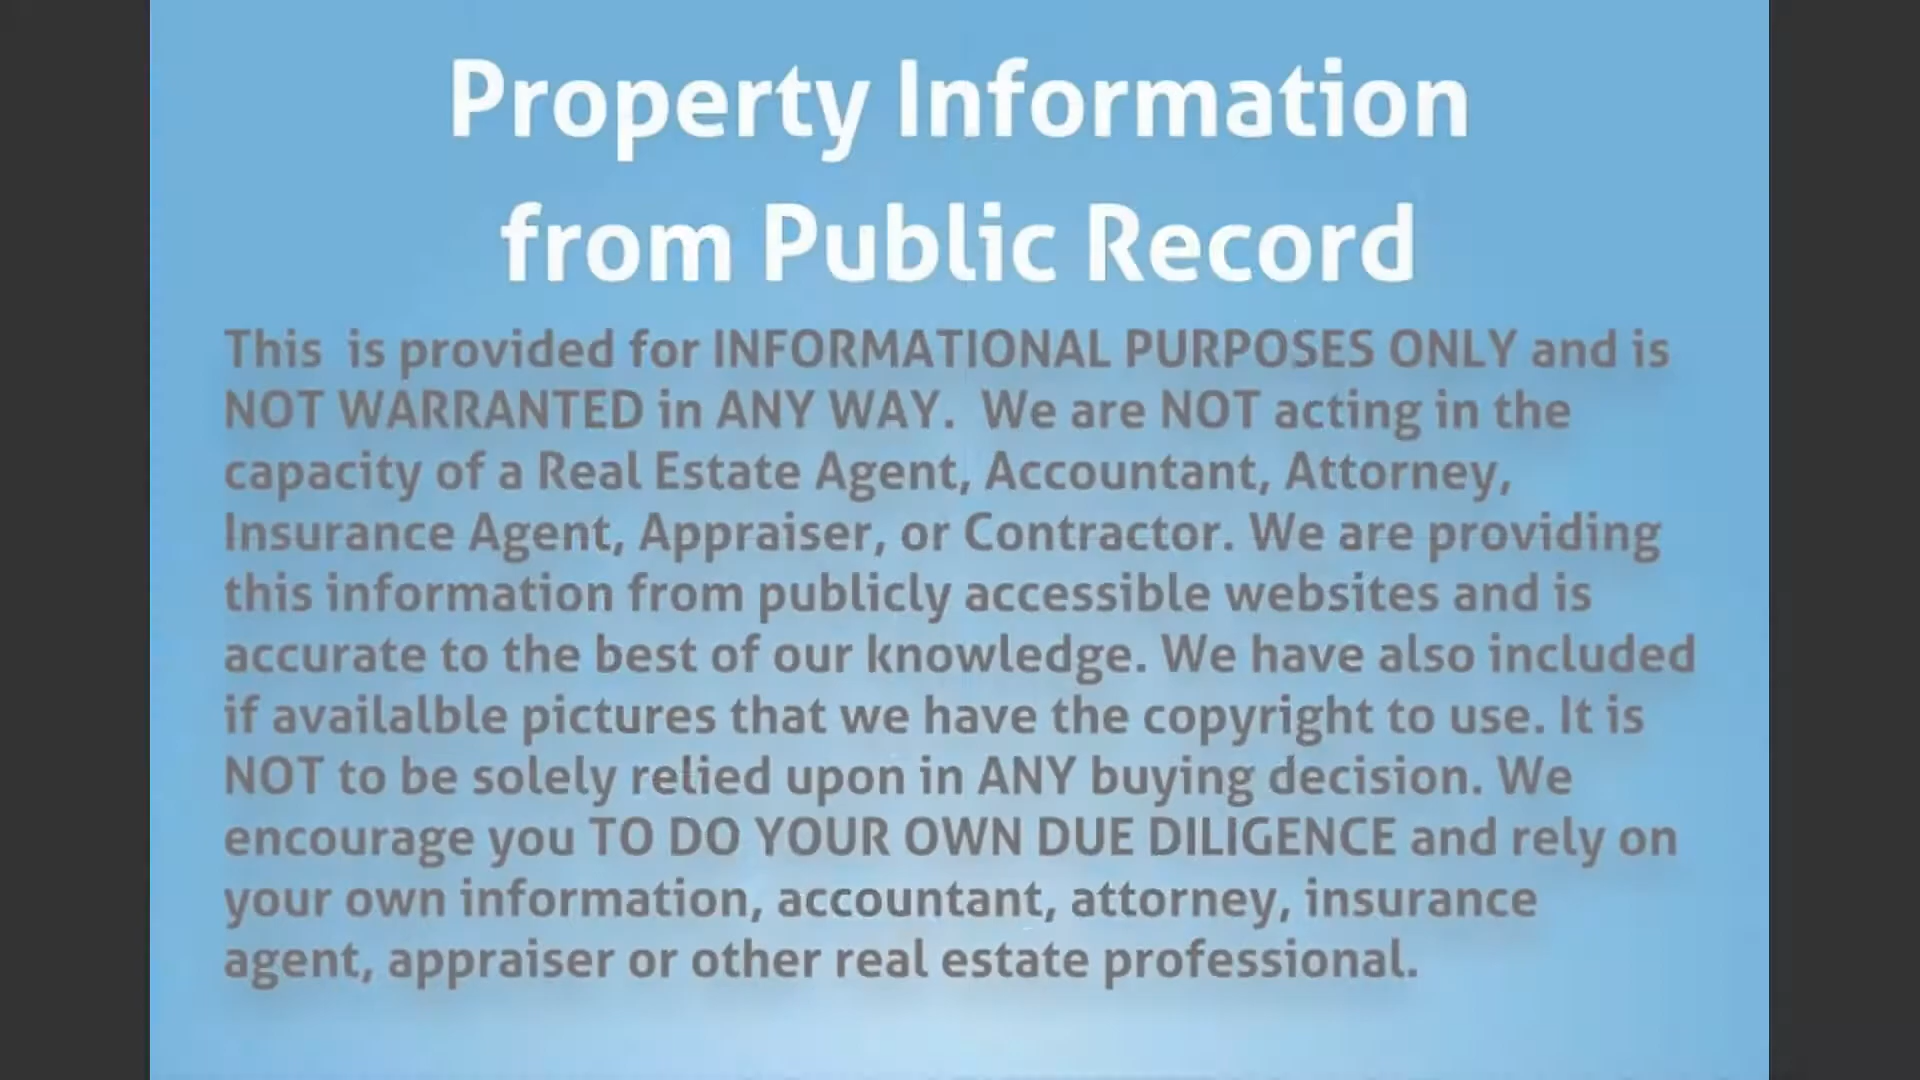 Property Information
from Public Record
This  is provided for INFORMATIONAL PURPOSES ONLY and is
NOT WARRANTED in ANY WAY.  We are NOT acting in the
capacity of a Real Estate Agent, Accountant, Attorney,
Insurance Agent, Appraiser, or Contractor. We are providing
this information from publicly accessible websites and is
accurate to the best of our knowledge. We have also included
if availalble pictures that we have the copyright to use. It is
NOT to be solely relied upon in ANY buying decision. We
encourage you TO DO YOUR OWN DUE DILIGENCE and rely on
your own information, accountant, attorney, insurance
agent, appraiser or other real estate professional.